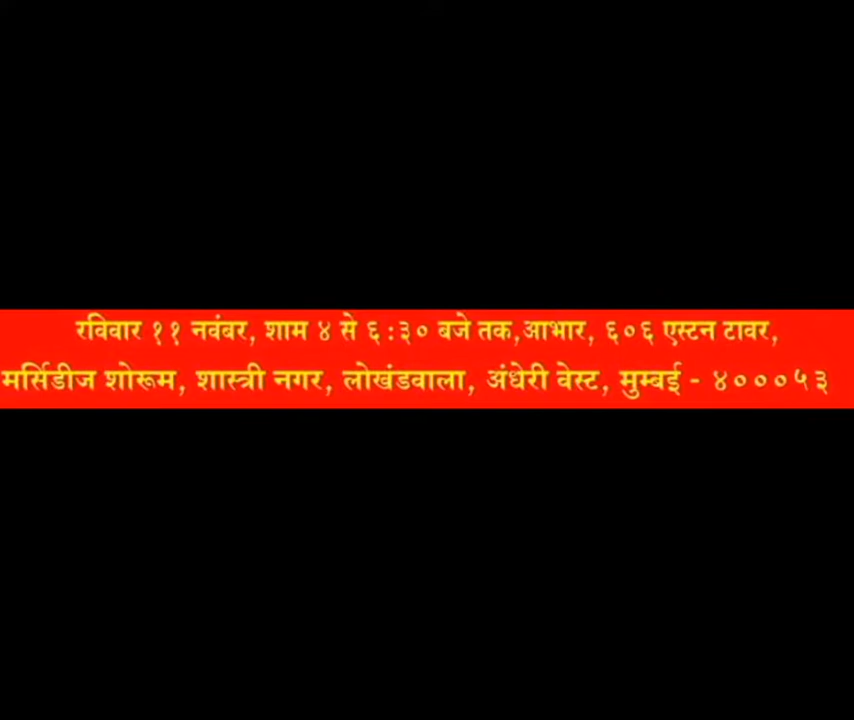 रविवार ११ नवंबर, शाम ४ से ६:३० बजे तक,आभार, ६०६ एस्टन टावर,
मर्सिडीज शोरूम, शास्त्री नगर, लोखंडवाला, अंधेरी वेस्ट, मुम्बई - ४०००५३